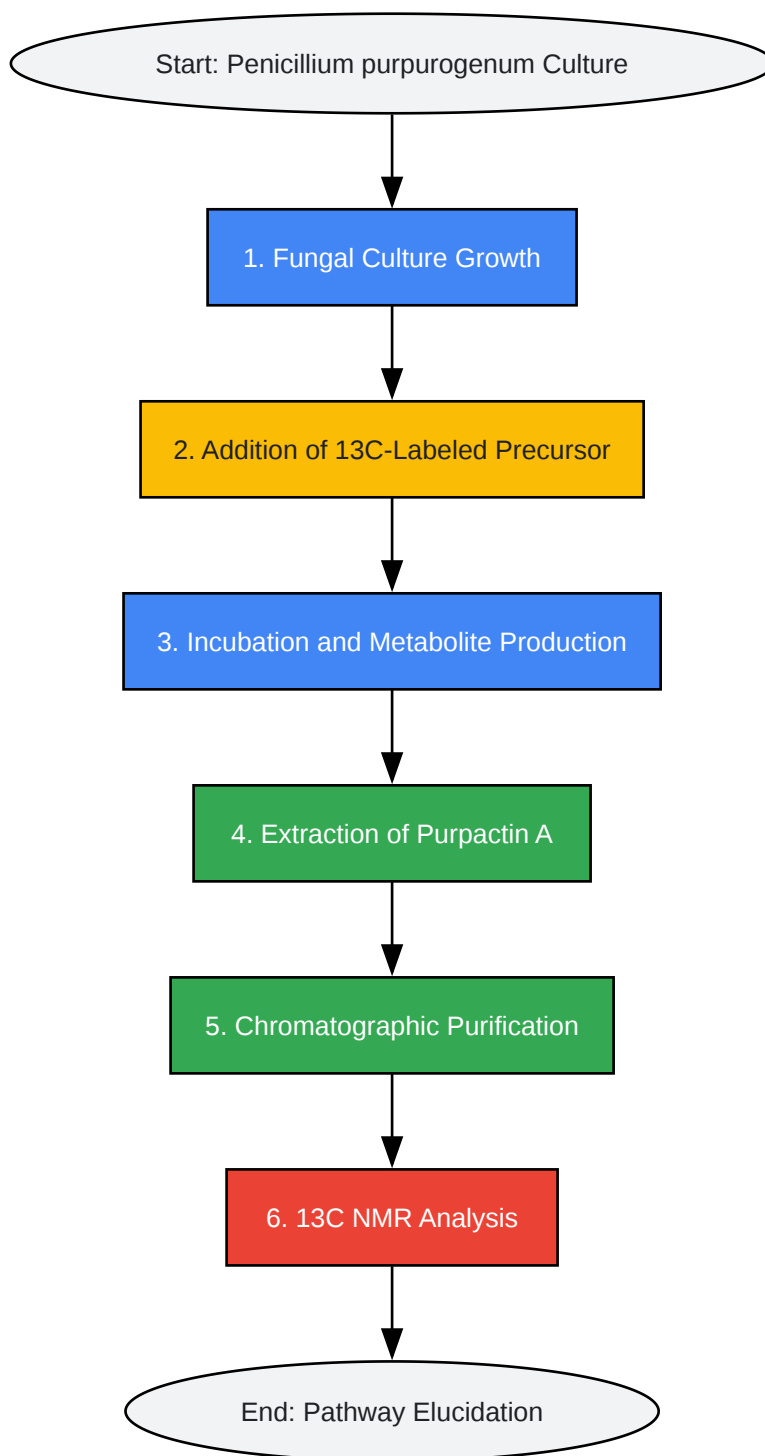 Start: Penicillium purpurogenum Culture
1. Fungal Culture Growth
2. Addition of 13C-Labeled Precursor
3. Incubation and Metabolite Production
4. Extraction of Purpactin A
5. Chromatographic Purification
6. 13C NMR Analysis
End: Pathway Elucidation